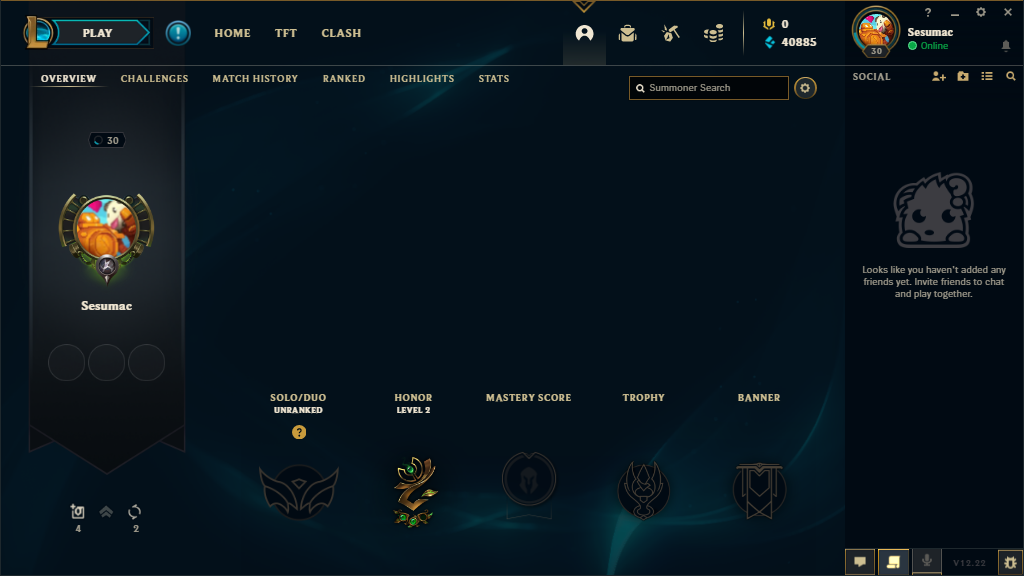 PLAY
HOME
TFT
CLASH
0
40885
30
Sesumac
Online
OVERVIEW
CHALLENGES
MATCH HISTORY
RANKED
HIGHLIGHTS
STATS
Summoner Search
SOCIAL
30
Sesumac
Looks like you haven't added any
friends yet. Invite friends to chat
and play together.
SOLO/DUO
UNRANKED
?
HONOR
LEVEL 2
MASTERY SCORE
TROPHY
BANNER
4
2
V12.22